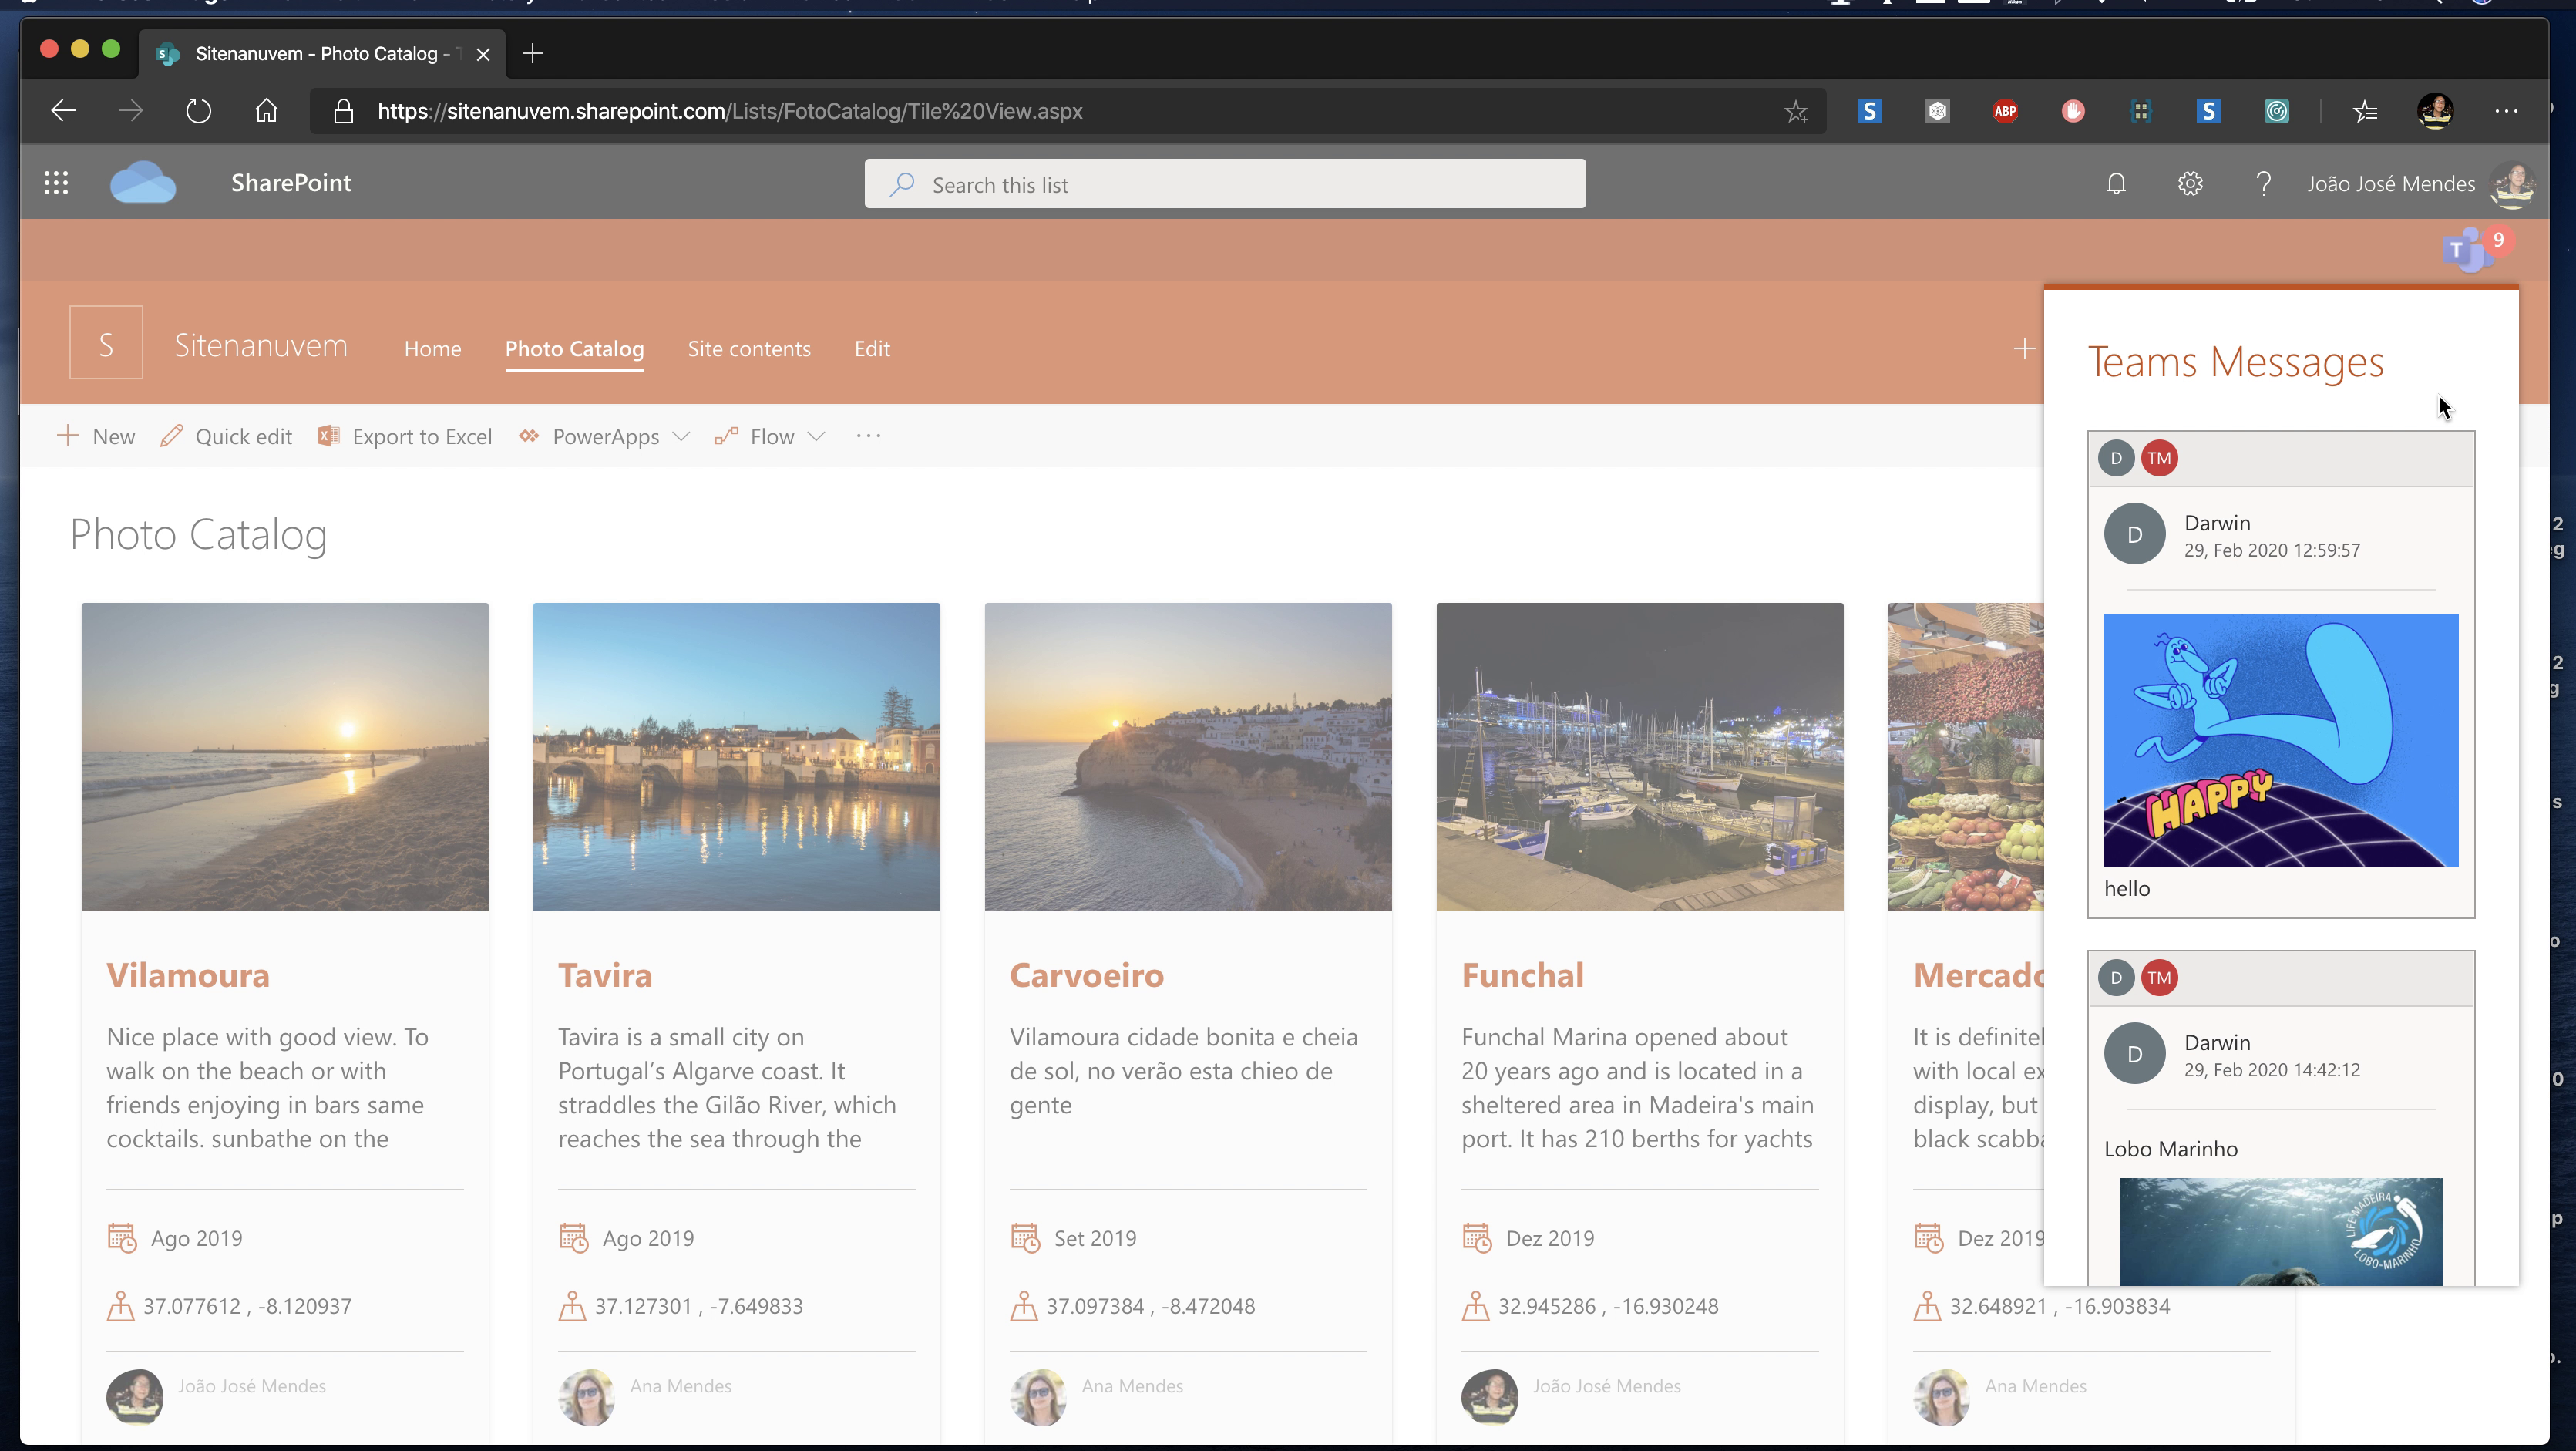 Sitenanuvem - Photo Catalog -
https://sitenanuvem.sharepoint.com/Lists/FotoCatalog/Tile%20View.aspx
S
ABP
S
SharePoint
Search this list
João José Mendes
T
9
S
Sitenanuvem
Home
Photo Catalog
Site contents
Edit
New
Quick edit
Export to Excel
PowerApps
Flow
Photo Catalog
Vilamoura
Nice place with good view. To
walk on the beach or with
friends enjoying in bars same
cocktails. sunbathe on the
Ago 2019
37.077612 , -8.120937
João José Mendes
Tavira
Tavira is a small city on
Portugal’s Algarve coast. It
straddles the Gilão River, which
reaches the sea through the
Ago 2019
37.127301 , -7.649833
Ana Mendes
Carvoeiro
Vilamoura cidade bonita e cheia
de sol, no verão esta chieo de
gente
Set 2019
37.097384 , -8.472048
Ana Mendes
Funchal
Funchal Marina opened about
20 years ago and is located in a
sheltered area in Madeira's main
port. It has 210 berths for yachts
Dez 2019
32.945286 , -16.930248
João José Mendes
Mercado
It is definitel
with local ex
display, but
black scabba
Dez 2019
32.648921 , -16.903834
Ana Mendes
Teams Messages
D TM
D
Darwin
29, Feb 2020 12:59:57
HAPPY
hello
D TM
D
Darwin
29, Feb 2020 14:42:12
Lobo Marinho
LIFE MADEIRA
LOBO-MARINHO